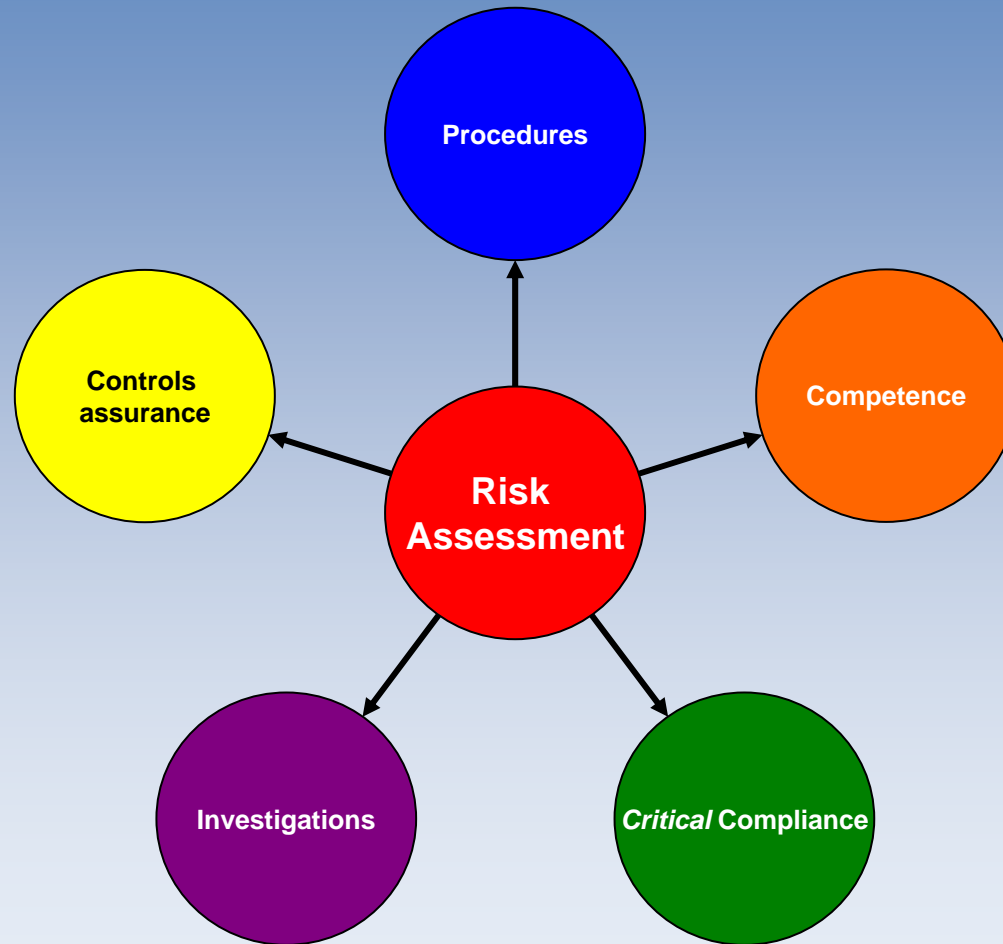 Procedures
Controls
assurance
Competence
Risk
Assessment
Investigations
Critical Compliance